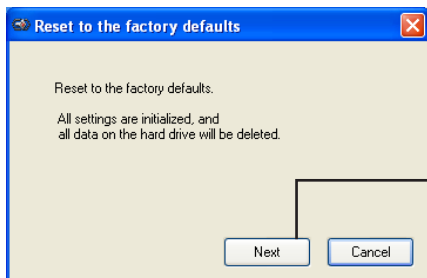 Reset to the factory defaults
Reset to the factory defaults.
All settings are initialized, and
all data on the hard drive will be deleted.
Next
Cancel